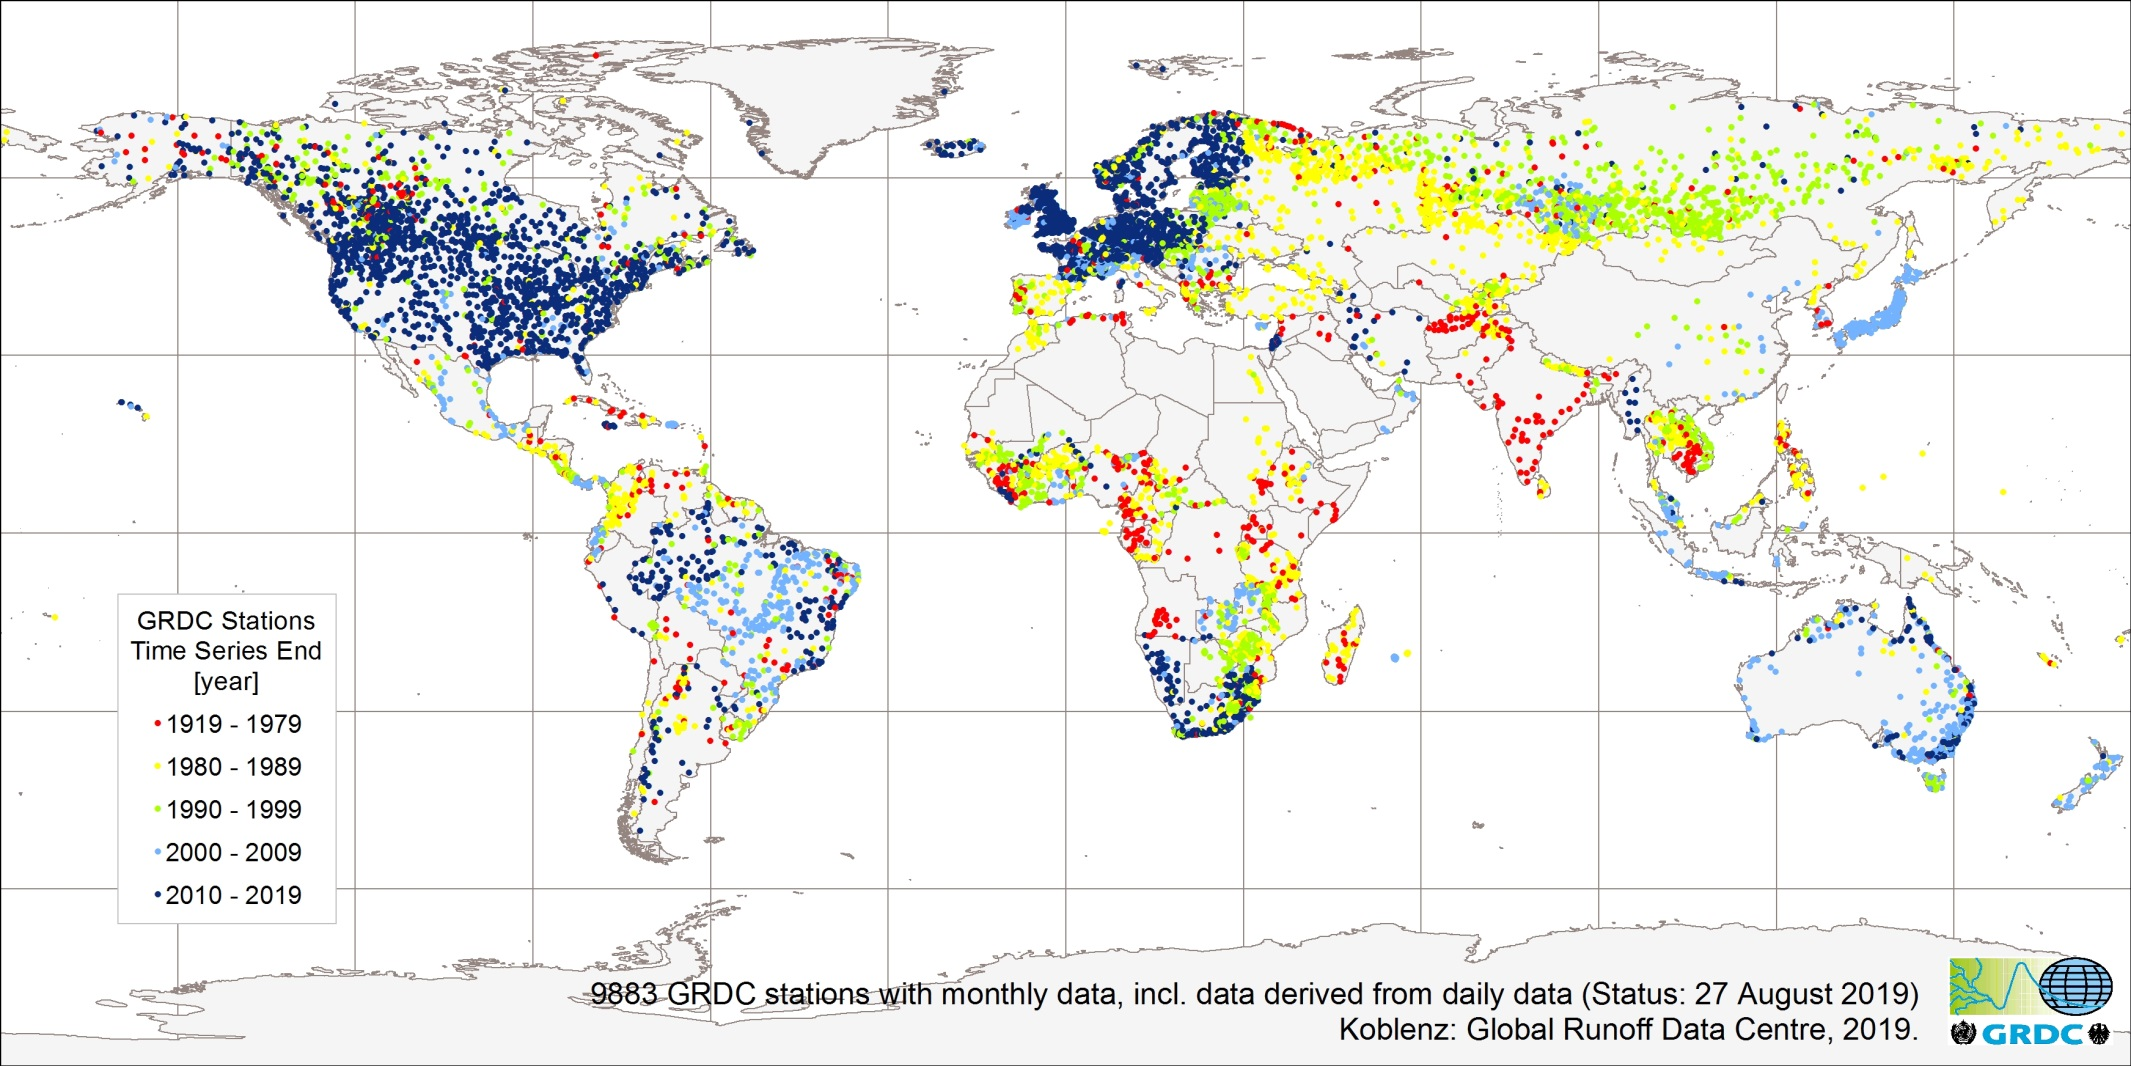 GRDC Stations
Time Series End
[year]
1919 - 1979
1980 - 1989
1990 - 1999
2000 - 2009
2010 - 2019
9883 GRDC stations with monthly data, incl. data derived from daily data (Status: 27 August 2019)
Koblenz: Global Runoff Data Centre, 2019.
GRDC